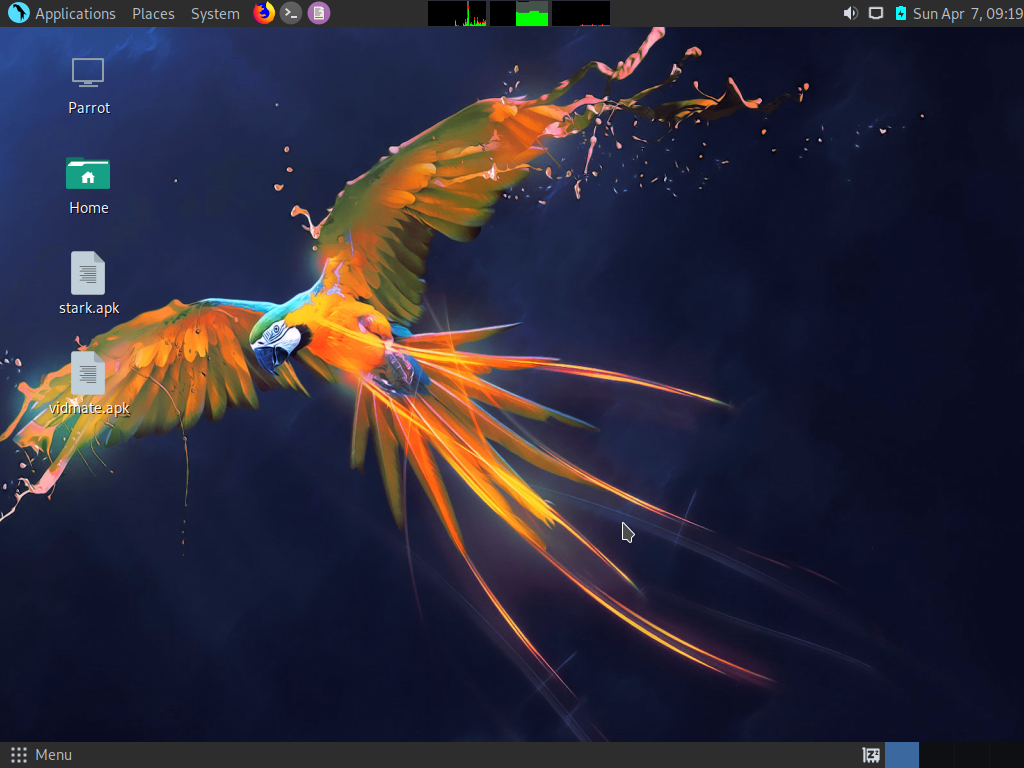 Applications Places System Sun Apr 7, 09:19
Parrot
Home
stark.apk
vidmate.apk
Menu